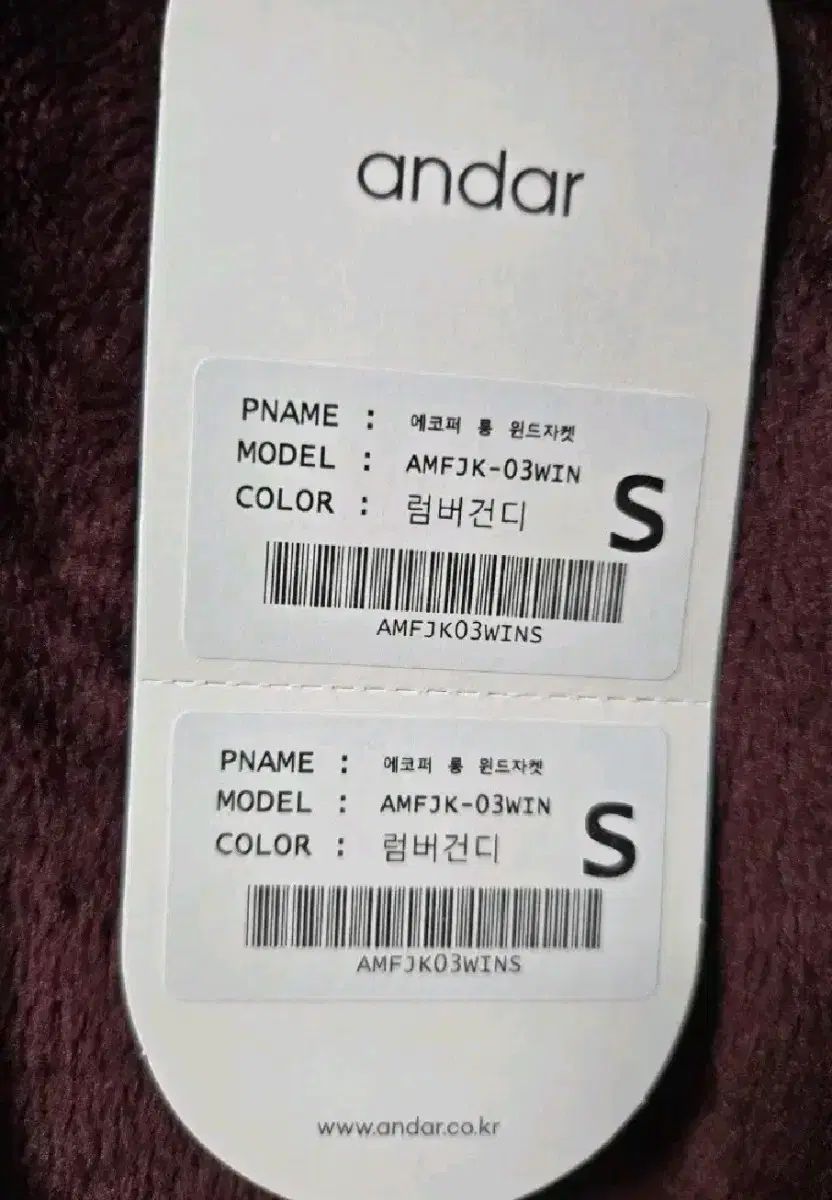 andar
PNAME : 에코퍼 롱 윈드자켓
MODEL : AMFJK-03WIN
COLOR : 럼버건디
S
AMFJK03WINS
PNAME : 에코퍼 롱 윈드자켓
MODEL : AMFJK-03WIN
COLOR : 럼버건디
S
AMFJK03WINS
www.andar.co.kr